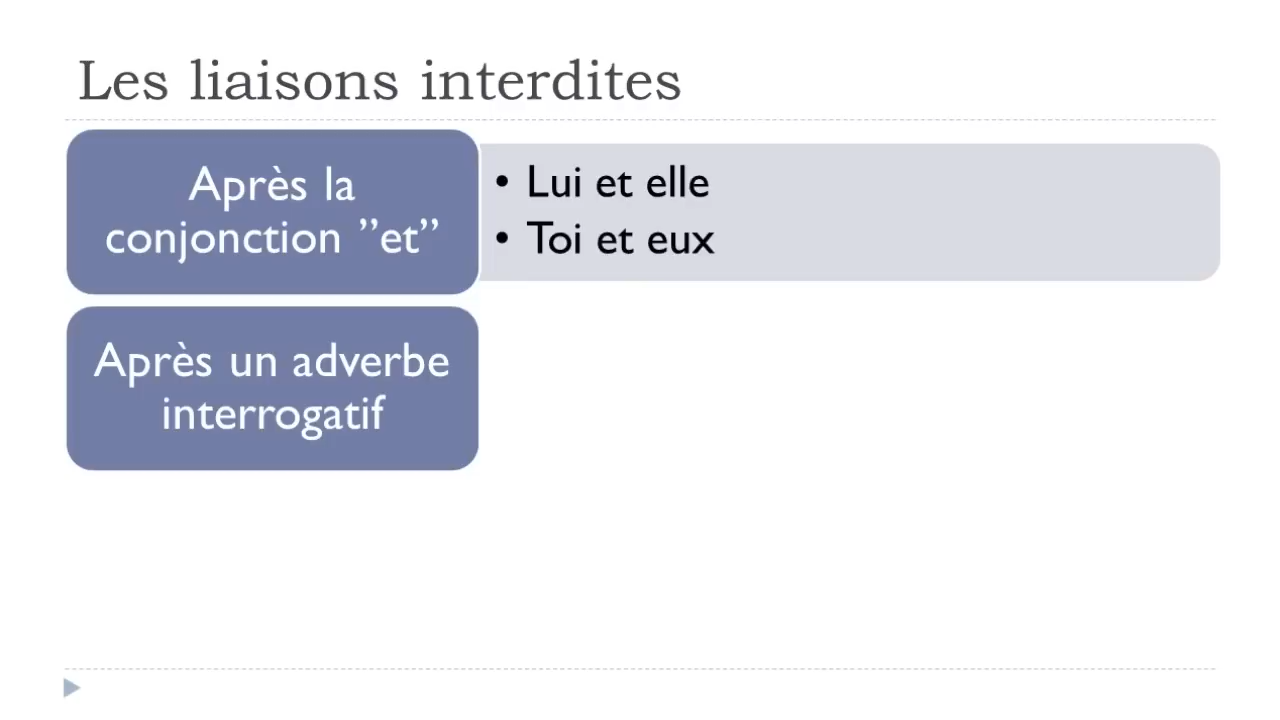 Les liaisons interdites
Après la
conjonction ”et”
• Lui et elle
• Toi et eux
Après un adverbe
interrogatif